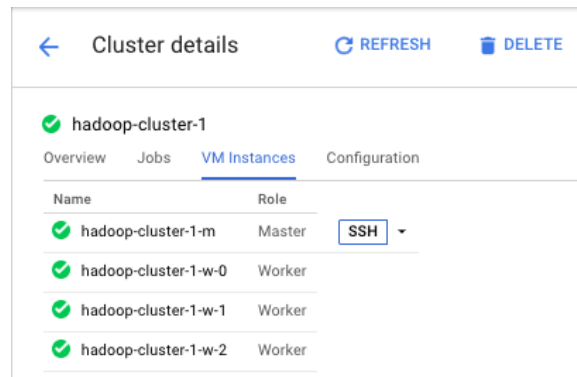 Cluster details REFRESH DELETE
hadoop-cluster-1
Overview Jobs VM Instances Configuration
Name Role
hadoop-cluster-1-m Master SSH
hadoop-cluster-1-w-0 Worker
hadoop-cluster-1-w-1 Worker
hadoop-cluster-1-w-2 Worker